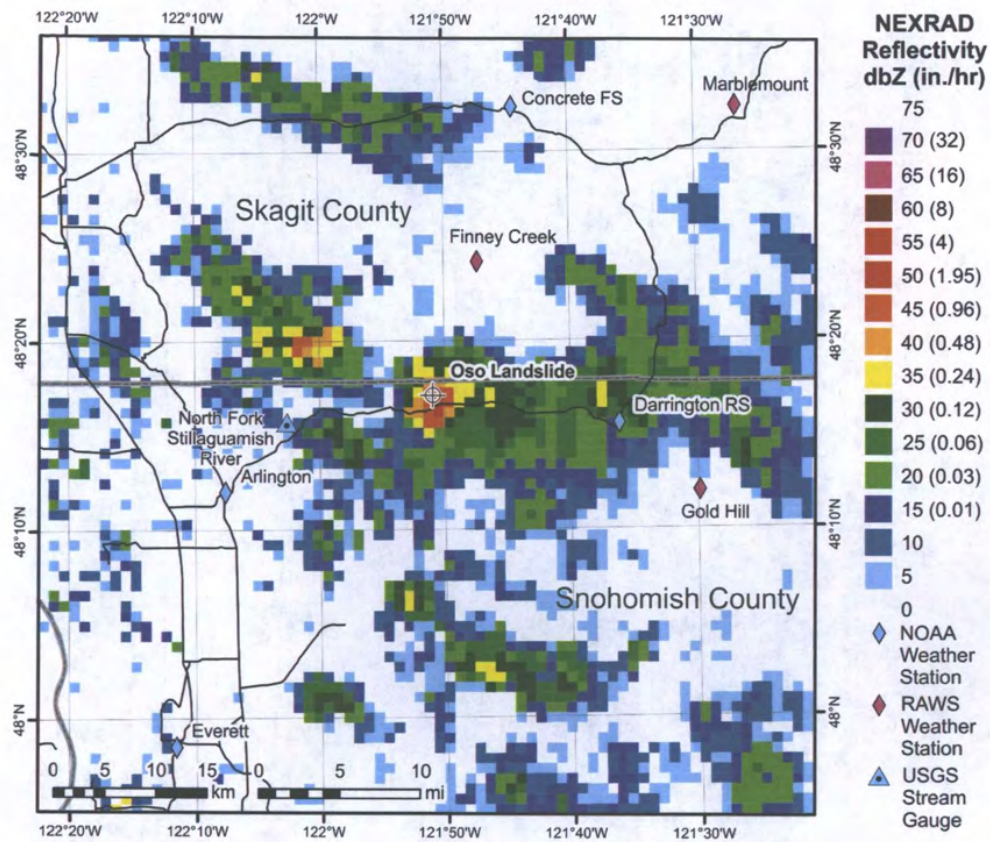 122°20'W 122°10'W 122°W 121°50'W 121°40'W 121°30'W
NEXRAD
Reflectivity
dbZ (in./hr)
75
70 (32)
65 (16)
60 (8)
55 (4)
50 (1.95)
45 (0.96)
40 (0.48)
35 (0.24)
30 (0.12)
25 (0.06)
20 (0.03)
15 (0.01)
10
5
0
NOAA
Weather
Station
RAWS
Weather
Station
USGS
Stream
Gauge
Marblemount
Concrete FS
48°30'N
48°30'N
Skagit County
Finney Creek
48°20'N
48°20'N
Oso Landslide
Darrington RS
North Fork
Stillaguamish
River
Arlington
Gold Hill
48°10'N
48°10'N
Snohomish County
48°N
48°N
Everett
0 5 10 15 km
0 5 10 mi
122°20'W 122°10'W 122°W 121°50'W 121°40'W 121°30'W